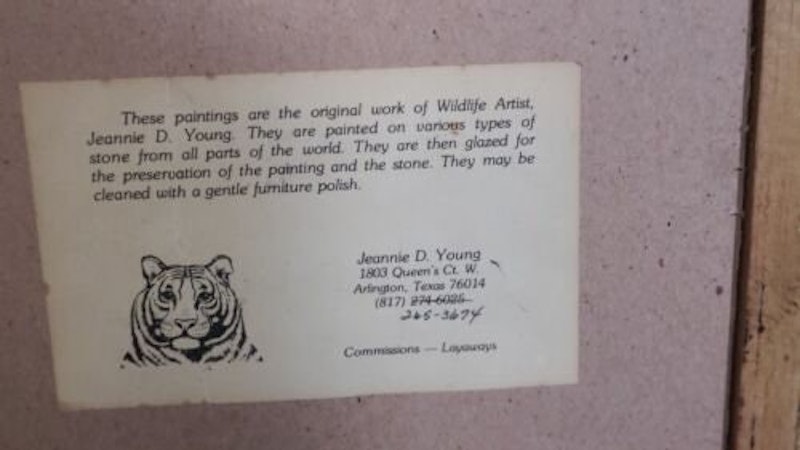 These paintings are the original work of Wildlife Artist,
Jeannie D. Young. They are painted on various types of
stone from all parts of the world. They are then glazed for
the preservation of the painting and the stone. They may be
cleaned with a gentle furniture polish.
Jeannie D. Young
1803 Queen's Ct. W.
Arlington, Texas 76014
(817) 274-6025
265-3674
Commissions — Layaways